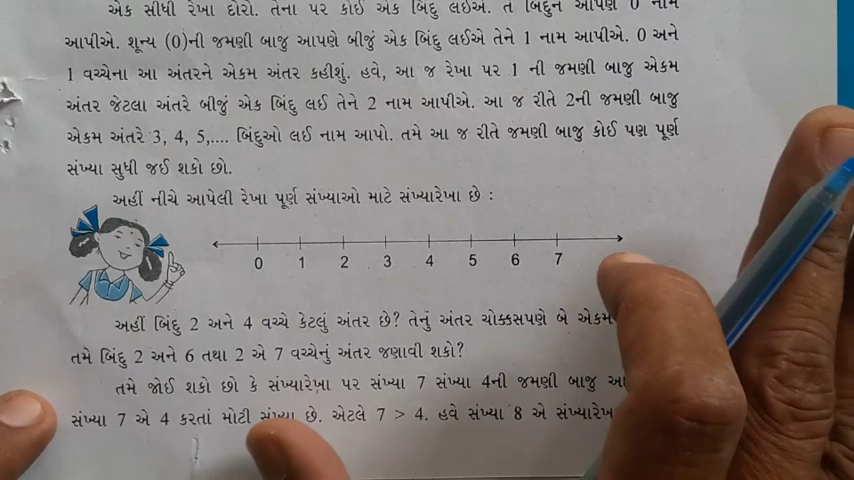 એક સીધી રેખા દોરો. તેના પર કોઈ એક બિંદુ લઈએ. તે બિંદુને આપણે 0 નામ
આપીએ. શૂન્ય (0)ની જમણી બાજુ આપણે બીજું એક બિંદુ લઈએ તેને 1 નામ આપીએ. 0 અને
1 વચ્ચેના આ અંતરને એકમ અંતર કહીશું. હવે, આ જ રેખા પર 1 ની જમણી બાજુ એકમ
અંતર જેટલા અંતરે બીજું એક બિંદુ લઈ તેને 2 નામ આપીએ. આ જ રીતે 2ની જમણી બાજુ
એકમ અંતરે 3, 4, 5,.... બિંદુઓ લઈ નામ આપો. તમે આ જ રીતે જમણી બાજુ કોઈ પણ પૂર્ણ
સંખ્યા સુધી જઈ શકો છો.
અહીં નીચે આપેલી રેખા પૂર્ણ સંખ્યાઓ માટે સંખ્યારેખા છે :
0 1 2 3 4 5 6 7
અહીં બિંદુ 2 અને 4 વચ્ચે કેટલું અંતર છે? તેનું અંતર ચોક્કસપણે બે એકમ
તમે બિંદુ 2 અને 6 તથા 2 એ 7 વચ્ચેનું અંતર જણાવી શકો?
તમે જોઈ શકો છો કે સંખ્યારેખા પર સંખ્યા 7 સંખ્યા 4ની જમણી બાજુ
સંખ્યા 7 એ 4 કરતાં મોટી સંખ્યા છે. એટલે 7 > 4. હવે સંખ્યા 8 એ